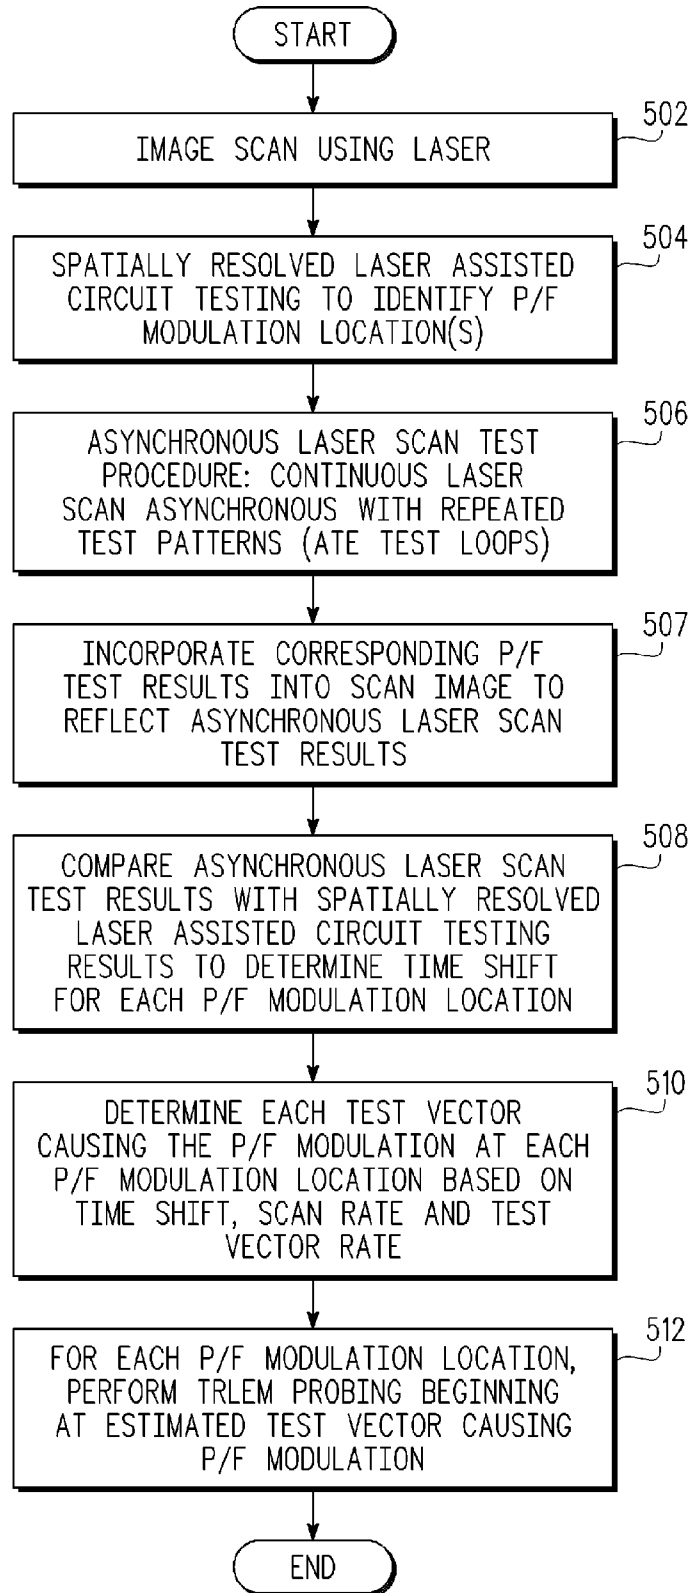 START
502
IMAGE SCAN USING LASER
504
SPATIALLY RESOLVED LASER ASSISTED
CIRCUIT TESTING TO IDENTIFY P/F
MODULATION LOCATION(S)
506
ASYNCHRONOUS LASER SCAN TEST
PROCEDURE: CONTINUOUS LASER
SCAN ASYNCHRONOUS WITH REPEATED
TEST PATTERNS (ATE TEST LOOPS)
507
INCORPORATE CORRESPONDING P/F
TEST RESULTS INTO SCAN IMAGE TO
REFLECT ASYNCHRONOUS LASER SCAN
TEST RESULTS
508
COMPARE ASYNCHRONOUS LASER SCAN
TEST RESULTS WITH SPATIALLY RESOLVED
LASER ASSISTED CIRCUIT TESTING
RESULTS TO DETERMINE TIME SHIFT
FOR EACH P/F MODULATION LOCATION
510
DETERMINE EACH TEST VECTOR
CAUSING THE P/F MODULATION AT EACH
P/F MODULATION LOCATION BASED ON
TIME SHIFT, SCAN RATE AND TEST
VECTOR RATE
512
FOR EACH P/F MODULATION LOCATION,
PERFORM TRLEM PROBING BEGINNING
AT ESTIMATED TEST VECTOR CAUSING
P/F MODULATION
END